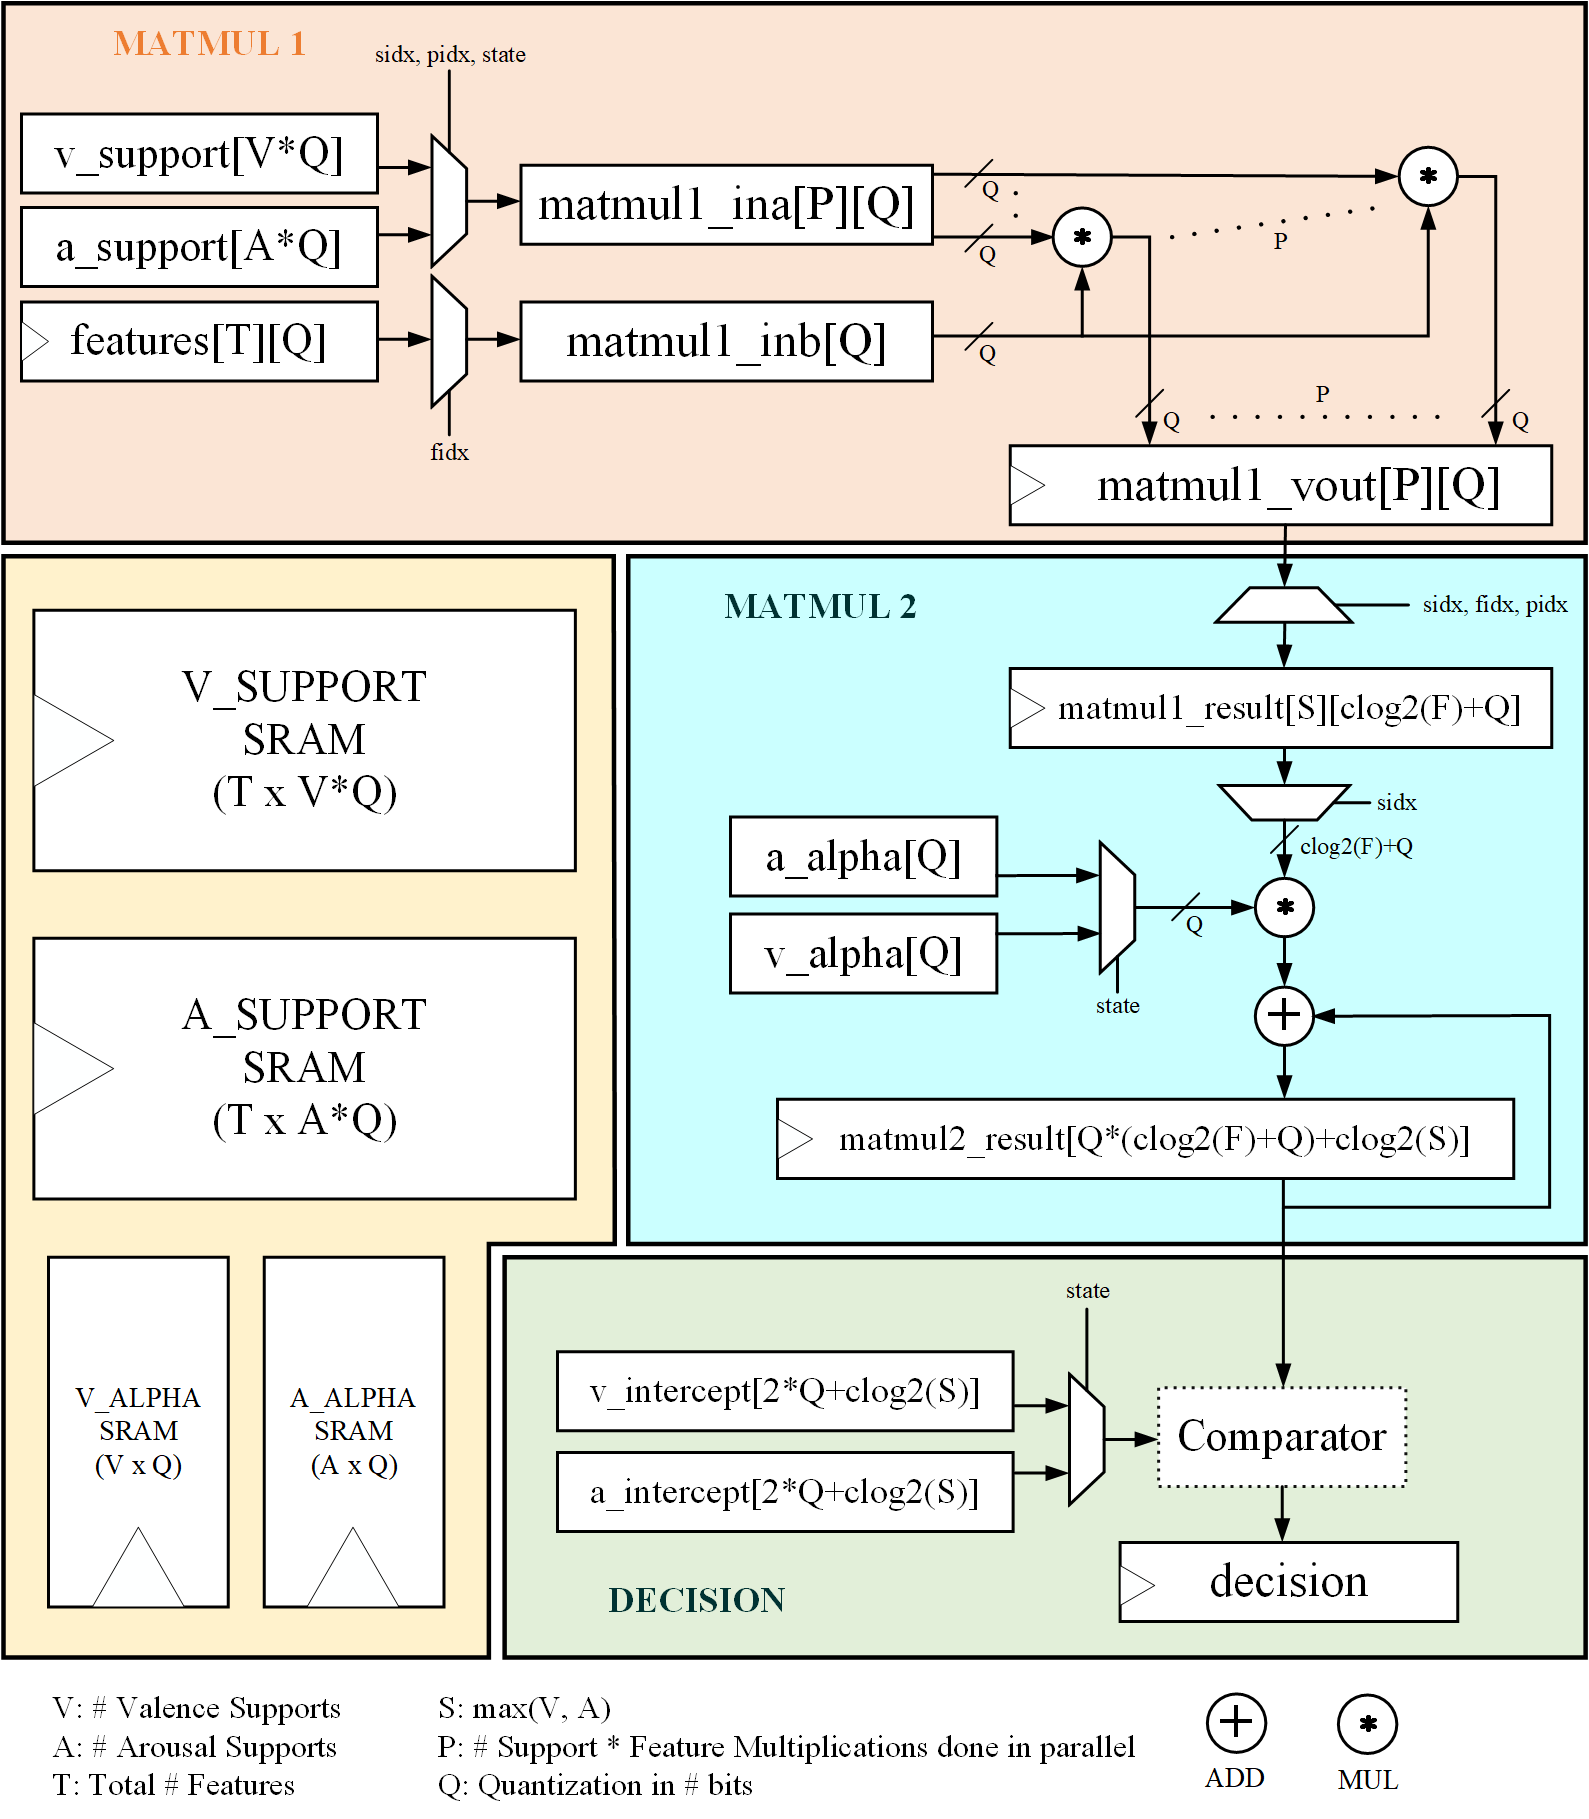 MATMUL 1
sidx, pidx, state
v_support[V*Q]
a_support[A*Q]
features[T][Q]
fidx
matmul1_ina[P][Q]
matmul1_inb[Q]
Q
Q
Q
*
*
P
P
Q
Q
matmul1_vout[P][Q]
V_SUPPORT
SRAM
(T x V*Q)
A_SUPPORT
SRAM
(T x A*Q)
V_ALPHA
SRAM
(V x Q)
A_ALPHA
SRAM
(A x Q)
MATMUL 2
sidx, fidx, pidx
matmul1_result[S][clog2(F)+Q]
sidx
clog2(F)+Q
a_alpha[Q]
v_alpha[Q]
state
Q
*
+
matmul2_result[Q*(clog2(F)+Q)+clog2(S)]
state
v_intercept[2*Q+clog2(S)]
a_intercept[2*Q+clog2(S)]
Comparator
decision
DECISION
V: # Valence Supports
A: # Arousal Supports
T: Total # Features
S: max(V, A)
P: # Support * Feature Multiplications done in parallel
Q: Quantization in # bits
+
ADD
*
MUL